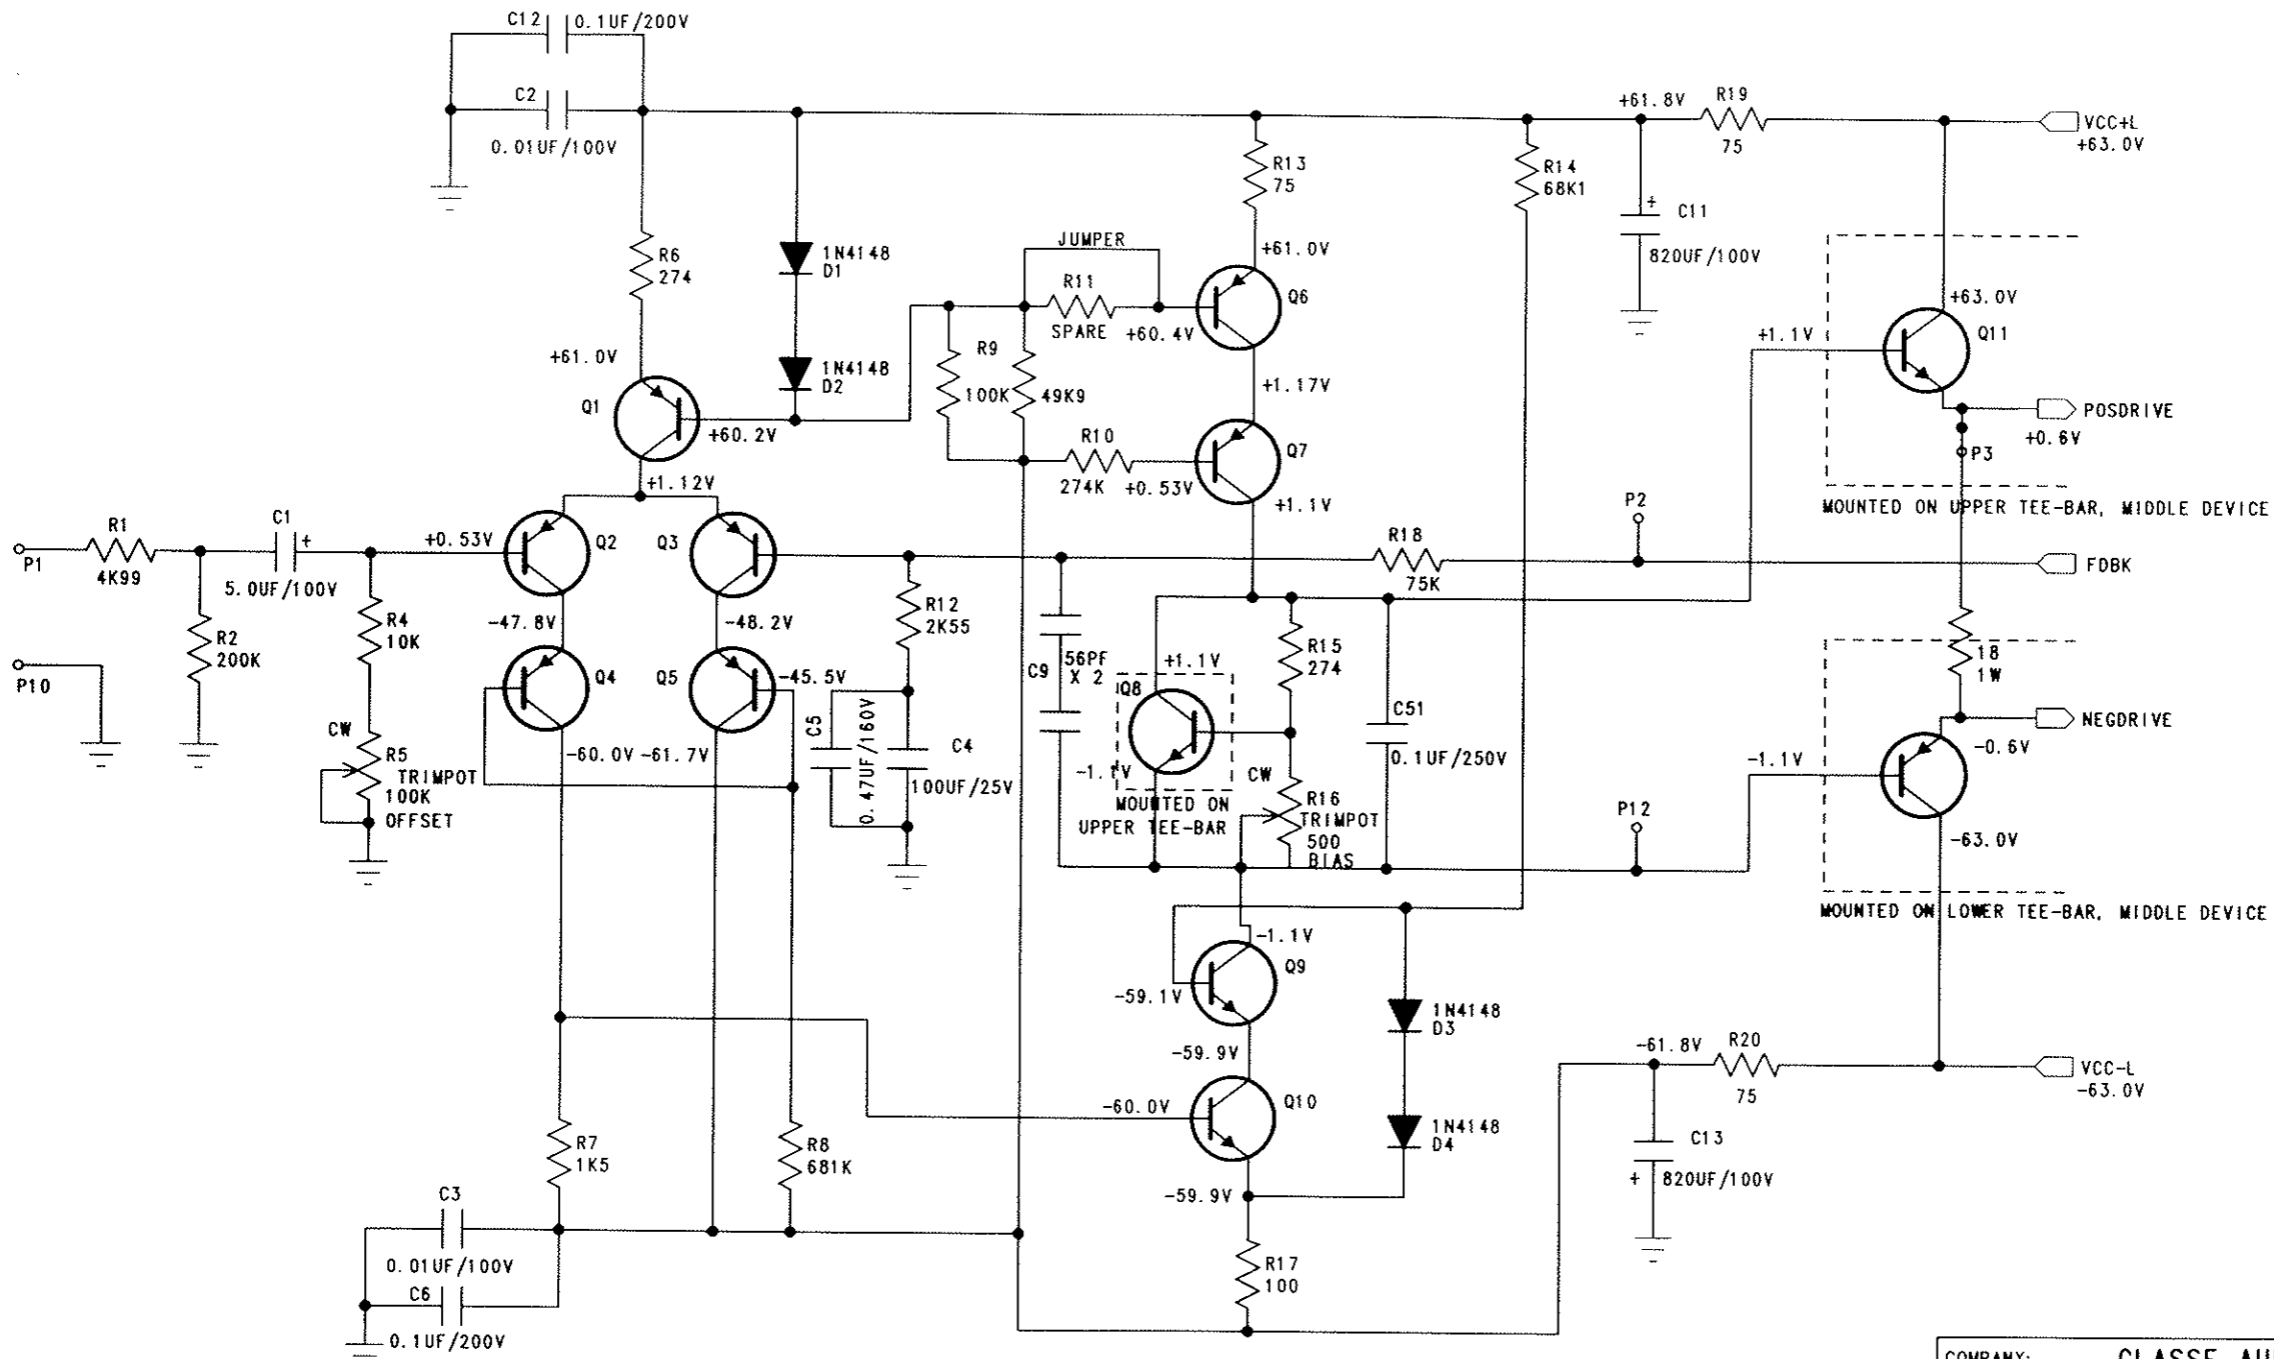 C12
0.1UF/200V
C2
0.01UF/100V
+61.8V
R19
75
VCC+L
+63.0V
R13
75
R14
68K1
C11
+
820UF/100V
R6
274
1N4148
D1
JUMPER
+61.0V
R11
SPARE
+60.4V
Q6
+63.0V
Q11
+1.1V
+61.0V
1N4148
D2
R9
100K
49K9
+1.17V
Q1
+60.2V
POSDRIVE
+0.6V
P3
R10
274K
+0.53V
Q7
+1.12V
+1.1V
MOUNTED ON UPPER TEE-BAR, MIDDLE DEVICE
P2
P1
R1
4K99
C1
+
5.0UF/100V
+0.53V
Q2
Q3
R18
75K
FDBK
R2
200K
R4
10K
-47.8V
-48.2V
R12
2K55
56PF
X 2
C9
R15
274
18
1W
P10
Q4
Q5
-45.5V
+1.1V
Q8
C51
0.1UF/250V
NEGDRIVE
-0.6V
CW
R5
TRIMPOT
100K
OFFSET
-60.0V
-61.7V
C5
0.47UF/160V
C4
100UF/25V
-1.1V
CW
R16
TRIMPOT
500
BIAS
MOUNTED ON
UPPER TEE-BAR
P12
-1.1V
-63.0V
MOUNTED ON LOWER TEE-BAR, MIDDLE DEVICE
-1.1V
Q9
-59.1V
1N4148
D3
-59.9V
-61.8V
R20
75
VCC-L
-63.0V
-60.0V
Q10
1N4148
D4
C13
+
820UF/100V
R7
1K5
R8
681K
-59.9V
C3
0.01UF/100V
C6
0.1UF/200V
R17
100
COMPANY: